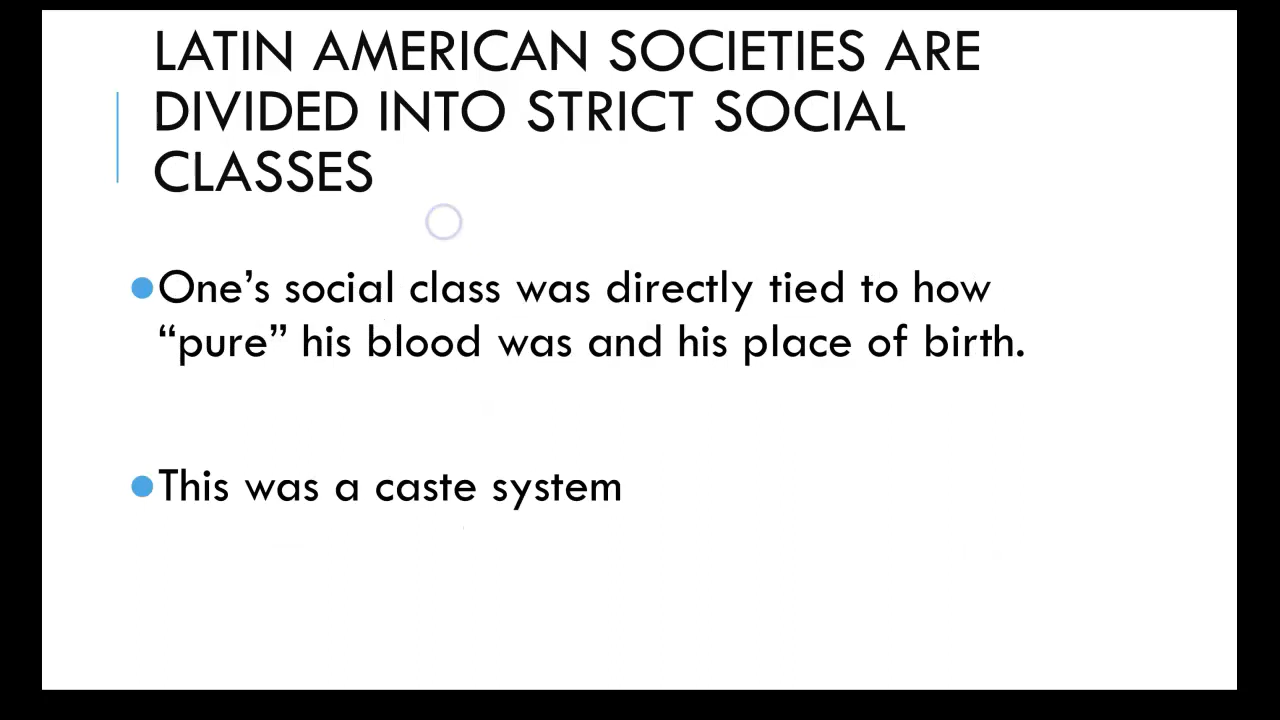 LATIN AMERICAN SOCIETIES ARE
DIVIDED INTO STRICT SOCIAL
CLASSES
●One’s social class was directly tied to how
“pure” his blood was and his place of birth.
●This was a caste system